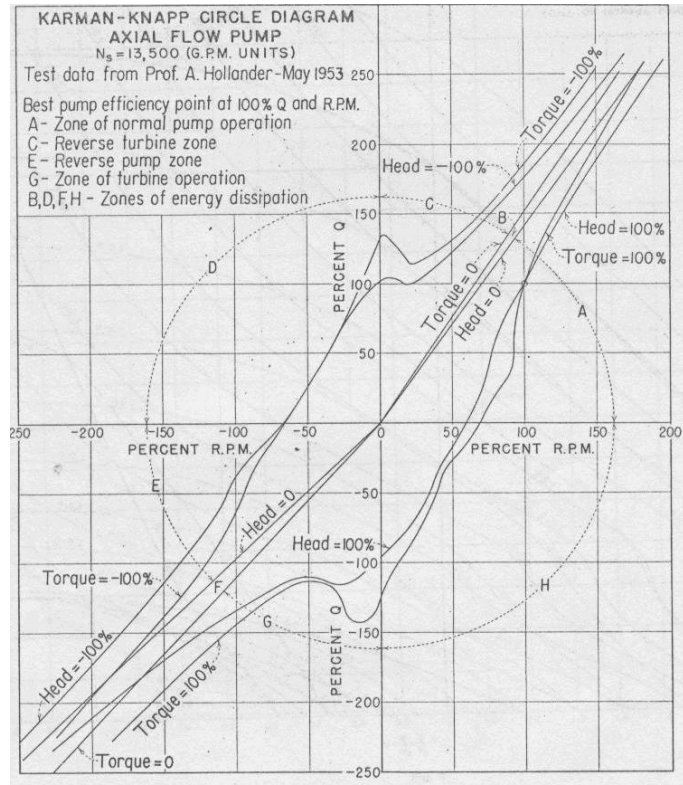 KARMAN-KNAPP CIRCLE DIAGRAM
AXIAL FLOW PUMP
Ns=13,500 (G.P.M. UNITS)
Test data from Prof. A. Hollander-May 1953
Best pump efficiency point at 100% Q and R.P.M.
A- Zone of normal pump operation
C- Reverse turbine zone
E- Reverse pump zone
G- Zone of turbine operation
B,D,F,H- Zones of energy dissipation
250
200
150
100
50
0
-50
-100
-150
-200
-250
PERCENT Q
PERCENT Q
-250 -200 -150 -100 -50 0 50 100 150 200
PERCENT R.P.M.
PERCENT R.P.M.
Torque=-100%
Head=-100%
C
B
D
Head=100%
Torque=100%
Torque=0
Head=0
A
E
Head=0
Head=100%
Torque=-100%
F
H
G
Head=-100%
Torque=100%
Torque=0